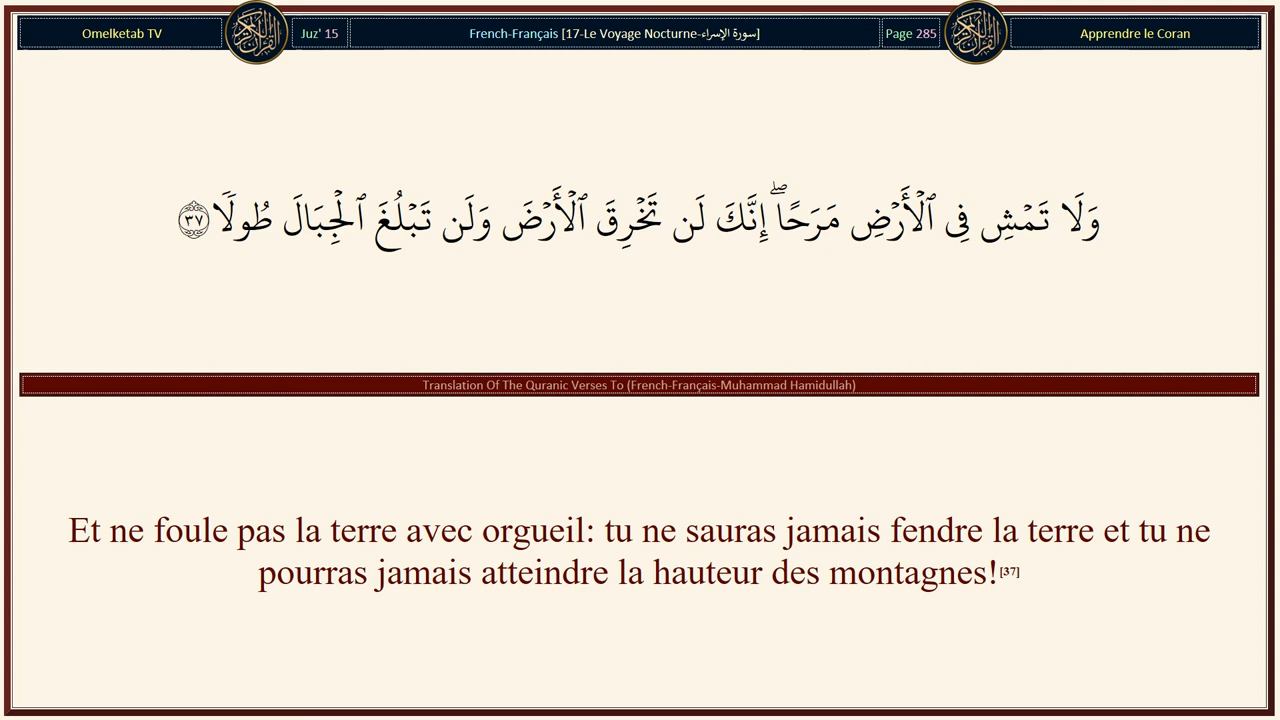 Omelketab TV
Juz' 15
French-Français [17-Le Voyage Nocturne-سورة الإسراء]
Page 285
Apprendre le Coran
وَلَا تَمْشِ فِى ٱلْأَرْضِ مَرَحًا ۖ إِنَّكَ لَن تَخْرِقَ ٱلْأَرْضَ وَلَن تَبْلُغَ ٱلْجِبَالَ طُولًا ٣٧
Translation Of The Quranic Verses To (French-Français-Muhammad Hamidullah)
Et ne foule pas la terre avec orgueil: tu ne sauras jamais fendre la terre et tu ne
pourras jamais atteindre la hauteur des montagnes![37]